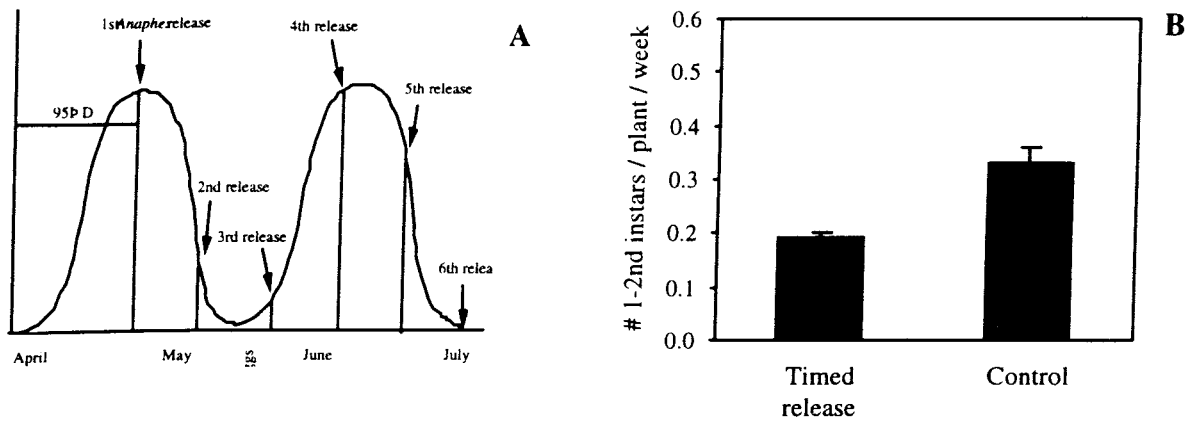 A
1st Anaphes release
4th release
5th release
95Þ D
2nd release
3rd release
6th relea
April
May
June
July
B
# 1-2nd instars / plant / week
0.6
0.5
0.4
0.3
0.2
0.1
0.0
Timed
release
Control